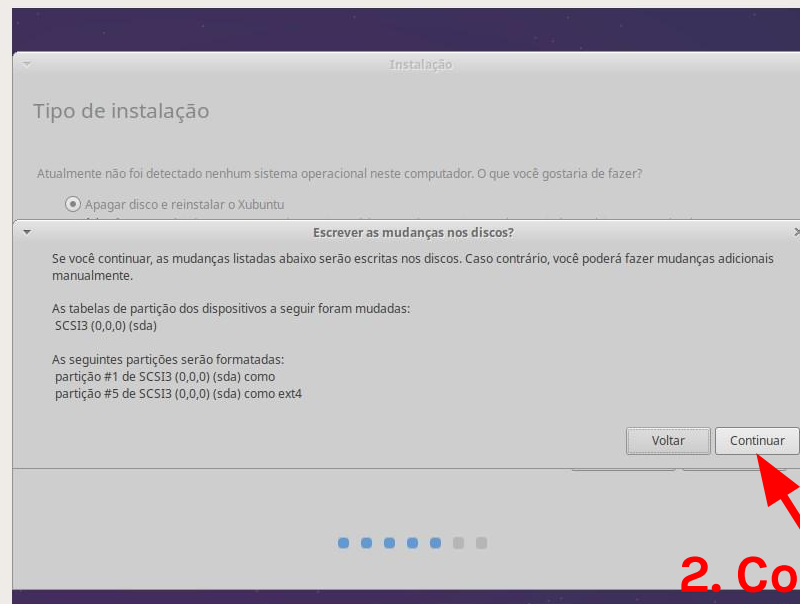 Instalação
Tipo de instalação
Atualmente não foi detectado nenhum sistema operacional neste computador. O que você gostaria de fazer?
Apagar disco e reinstalar o Xubuntu
Escrever as mudanças nos discos?
Se você continuar, as mudanças listadas abaixo serão escritas nos discos. Caso contrário, você poderá fazer mudanças adicionais
manualmente.
As tabelas de partição dos dispositivos a seguir foram mudadas:
SCSI3 (0,0,0) (sda)
As seguintes partições serão formatadas:
partição #1 de SCSI3 (0,0,0) (sda) como
partição #5 de SCSI3 (0,0,0) (sda) como ext4
Voltar Continuar
2. Co